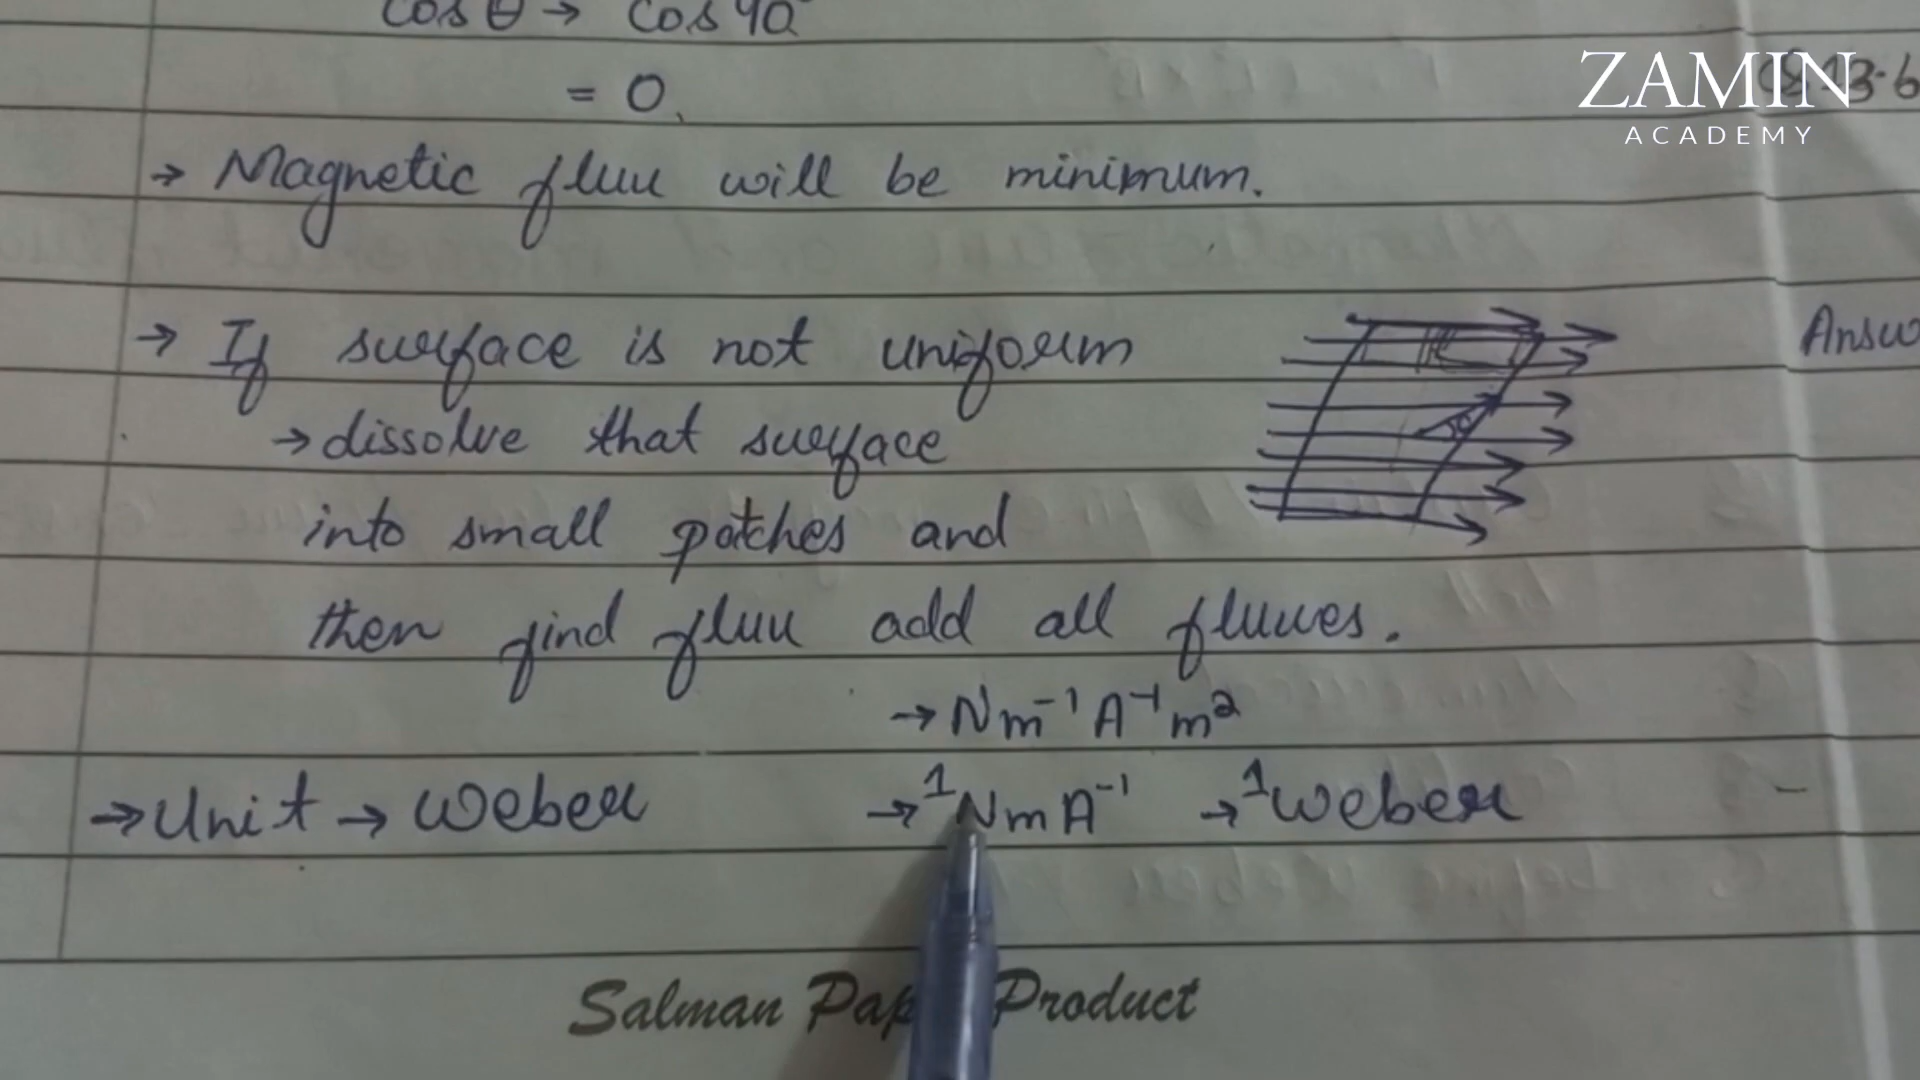 Cos θ → Cos 90
= 0.
→ Magnetic flux will be minimum.
→ If surface is not uniform
→ dissolve that surface
into small patches and
then find flux add all fluxes.
→ Nm⁻¹A⁻¹m²
→ Unit → Weber → 1NmA⁻¹ → 1Weber
Answ
ZAMIN
ACADEMY
Salman Pap Product